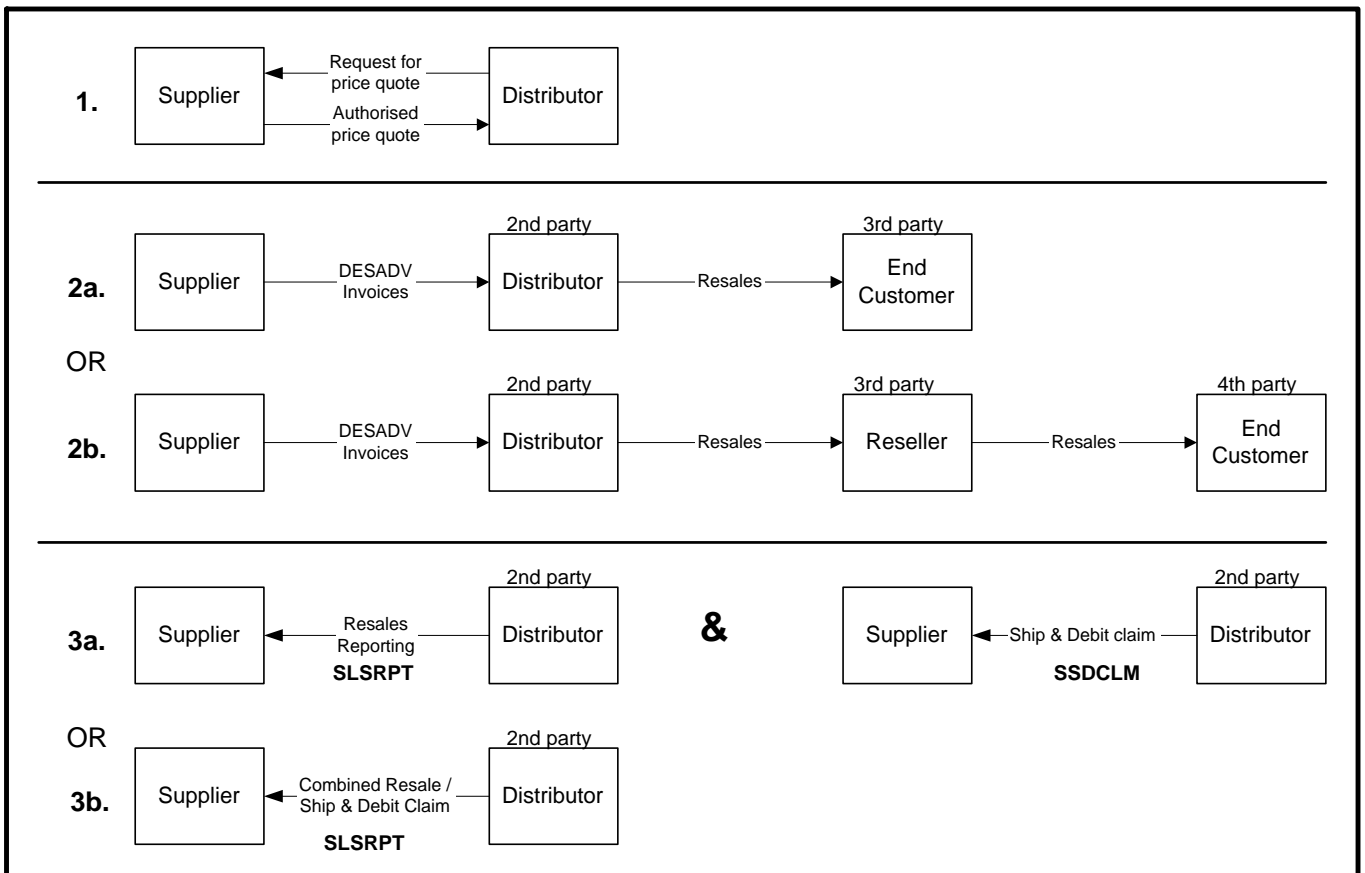 1.
Supplier
Request for
price quote
Authorised
price quote
Distributor
2a.
Supplier
DESADV
Invoices
2nd party
Distributor
Resales
3rd party
End
Customer
OR
2b.
Supplier
DESADV
Invoices
2nd party
Distributor
Resales
3rd party
Reseller
Resales
4th party
End
Customer
3a.
Supplier
Resales
Reporting
SLSRPT
2nd party
Distributor
&
Supplier
Ship & Debit claim
SSDCLM
2nd party
Distributor
OR
3b.
Supplier
Combined Resale /
Ship & Debit Claim
SLSRPT
2nd party
Distributor